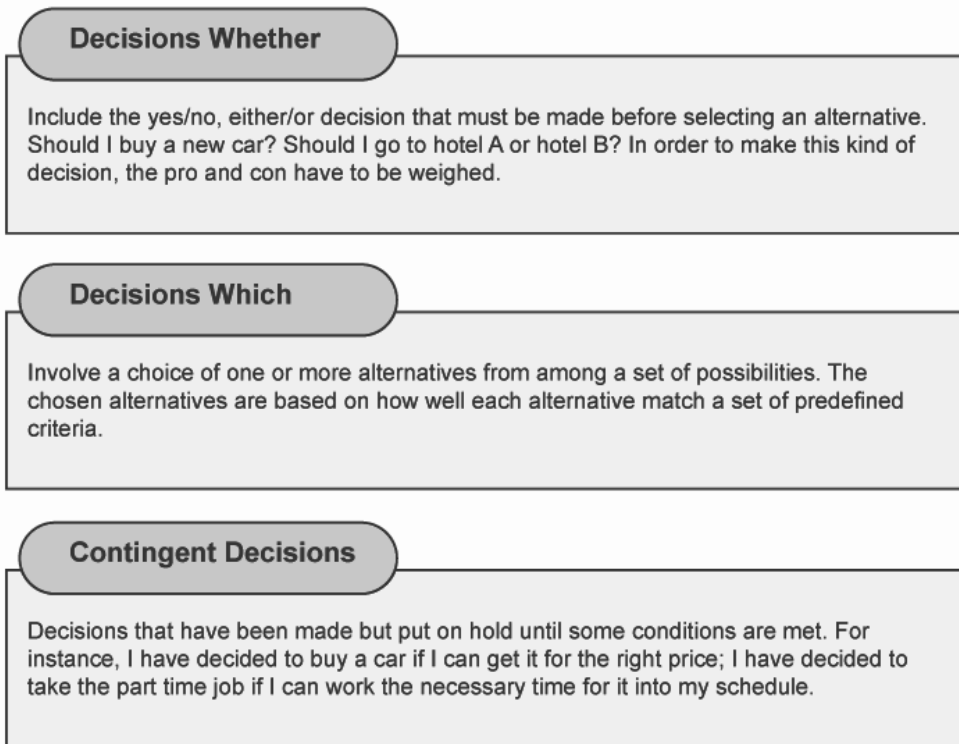 Decisions Whether
Include the yes/no, either/or decision that must be made before selecting an alternative.
Should I buy a new car? Should I go to hotel A or hotel B? In order to make this kind of
decision, the pro and con have to be weighed.
Decisions Which
Involve a choice of one or more alternatives from among a set of possibilities. The
chosen alternatives are based on how well each alternative match a set of predefined
criteria.
Contingent Decisions
Decisions that have been made but put on hold until some conditions are met. For
instance, I have decided to buy a car if I can get it for the right price; I have decided to
take the part time job if I can work the necessary time for it into my schedule.